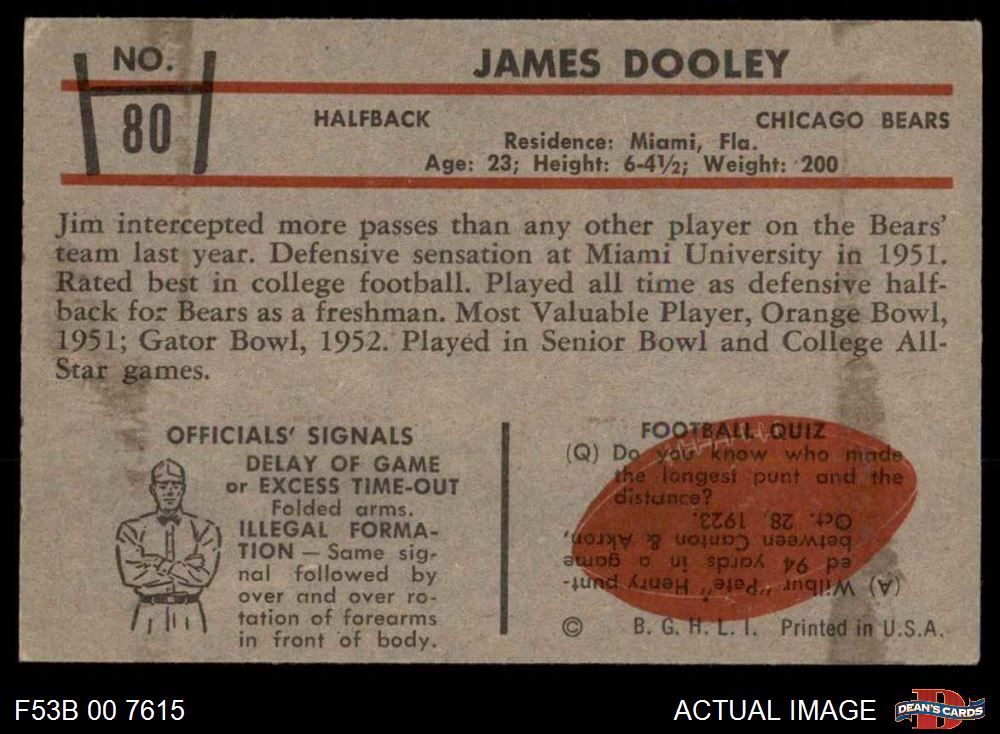 NO.
80
JAMES DOOLEY
HALFBACK
CHICAGO BEARS
Residence: Miami, Fla.
Age: 23; Height: 6-4½; Weight: 200
Jim intercepted more passes than any other player on the Bears'
team last year. Defensive sensation at Miami University in 1951.
Rated best in college football. Played all time as defensive half-
back for Bears as a freshman. Most Valuable Player, Orange Bowl,
1951; Gator Bowl, 1952. Played in Senior Bowl and College All-
Star games.
OFFICIALS' SIGNALS
DELAY OF GAME
or EXCESS TIME-OUT
Folded arms.
ILLEGAL FORMA-
TION — Same sig-
nal followed by
over and over ro-
tation of forearms
in front of body.
FOOTBALL QUIZ
(Q) Do you know who made
the longest punt and the
distance?
(A) Wilbur "Pete" Henry punt-
ed 94 yards in a game
between Canton & Akron,
Oct. 28, 1923.
© B. G. H. L. I. Printed in U.S.A.
F53B 00 7615
ACTUAL IMAGE
D
DEAN'S CARDS